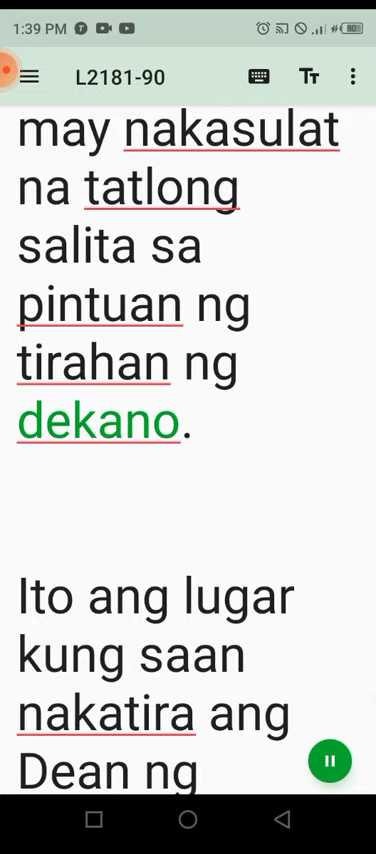 1:39 PM
80
L2181-90
may nakasulat
na tatlong
salita sa
pintuan ng
tirahan ng
dekano.
Ito ang lugar
kung saan
nakatira ang
Dean ng